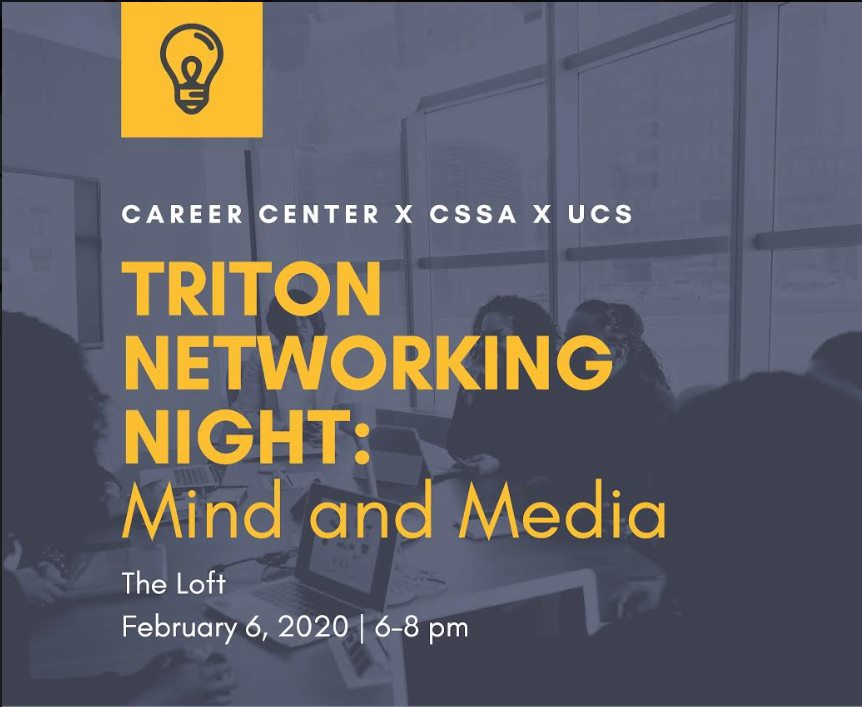 CAREER CENTER X CSSA X UCS
TRITON
NETWORKING
NIGHT:
Mind and Media
The Loft
February 6, 2020 | 6-8 pm